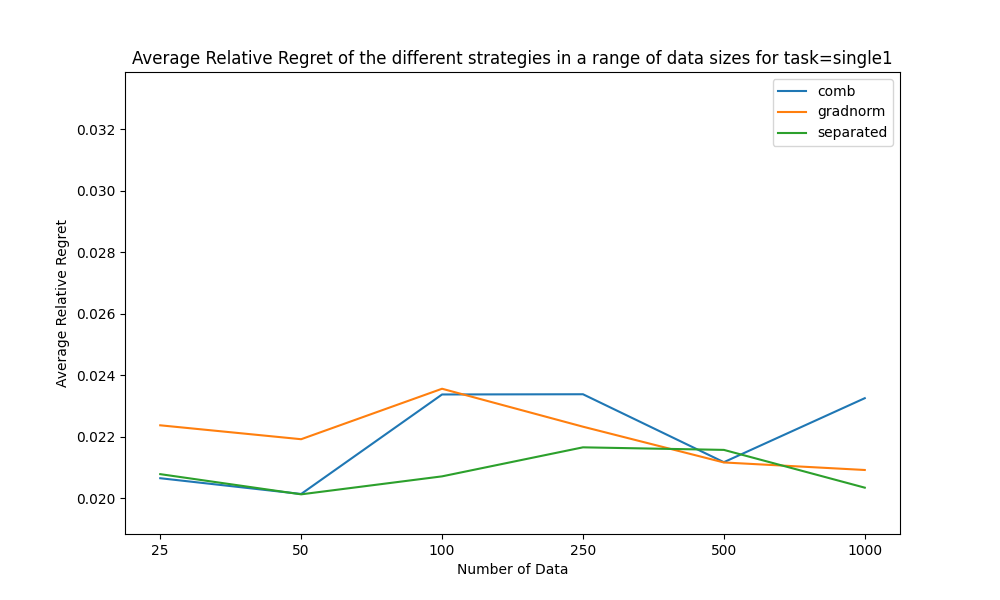 Average Relative Regret of the different strategies in a range of data sizes for task=single1
comb
gradnorm
separated
Average Relative Regret
0.032
0.030
0.028
0.026
0.024
0.022
0.020
25 50 100 250 500 1000
Number of Data